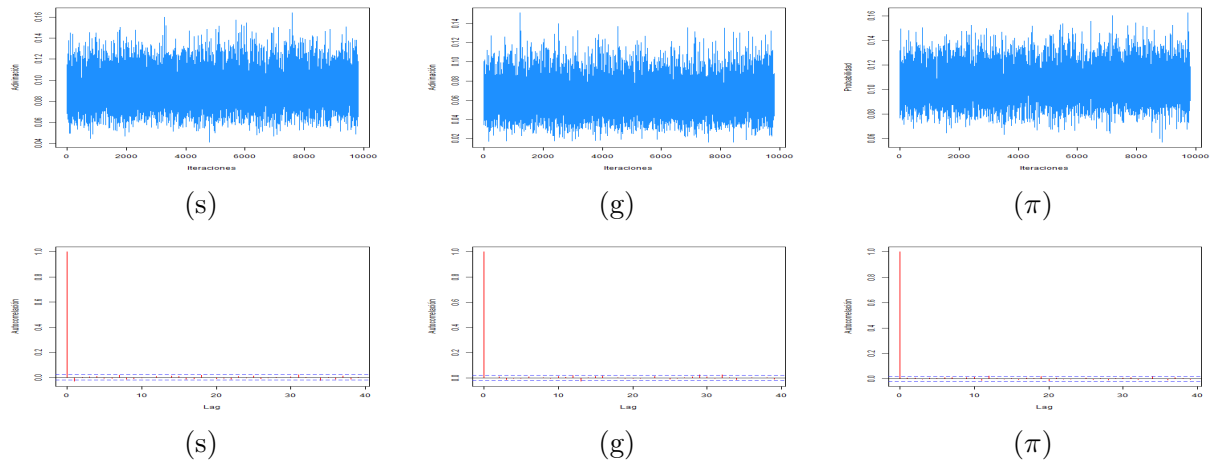 Adivinación
0.04 0.06 0.08 0.10 0.12 0.14 0.16
0 2000 4000 6000 8000 10000
Iteraciones
(s)
Adivinación
0.02 0.04 0.06 0.08 0.10 0.12 0.14
0 2000 4000 6000 8000 10000
Iteraciones
(g)
Probabilidad
0.06 0.08 0.10 0.12 0.14 0.16
0 2000 4000 6000 8000 10000
Iteraciones
(π)
Autocorrelación
0.0 0.2 0.4 0.6 0.8 1.0
0 10 20 30 40
Lag
(s)
Autocorrelación
0.0 0.2 0.4 0.6 0.8 1.0
0 10 20 30 40
Lag
(g)
Autocorrelación
0.0 0.2 0.4 0.6 0.8 1.0
0 10 20 30 40
Lag
(π)